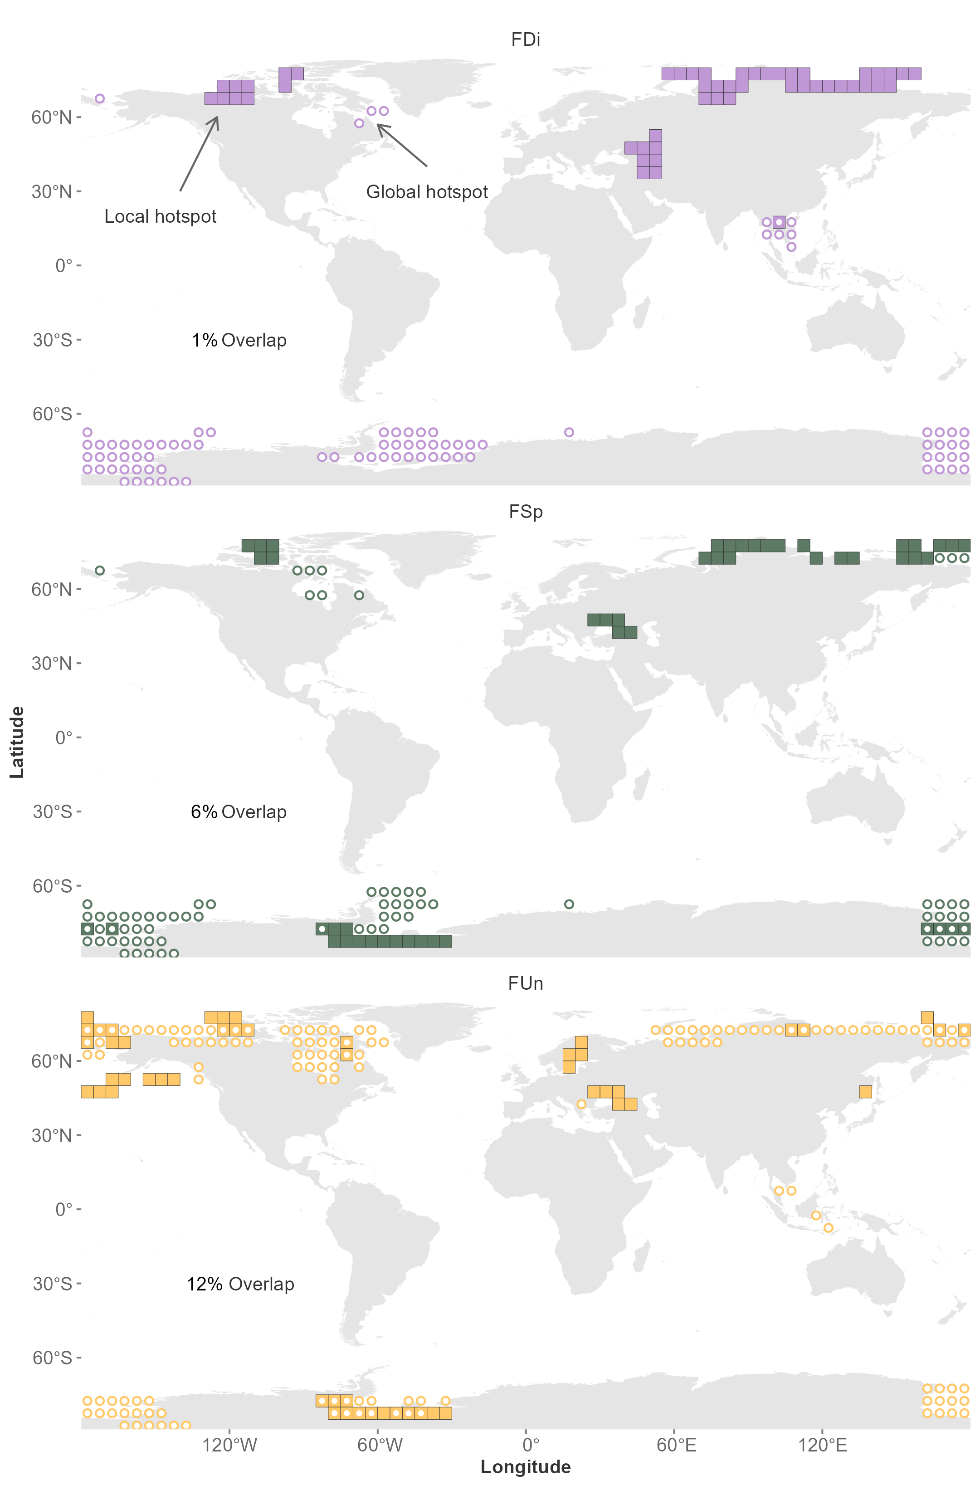 FDi
60°N
30°N
0°
30°S
60°S
Local hotspot
Global hotspot
1% Overlap
FSp
60°N
30°N
0°
30°S
60°S
6% Overlap
Latitude
FUn
60°N
30°N
0°
30°S
60°S
12% Overlap
120°W 60°W 0° 60°E 120°E
Longitude